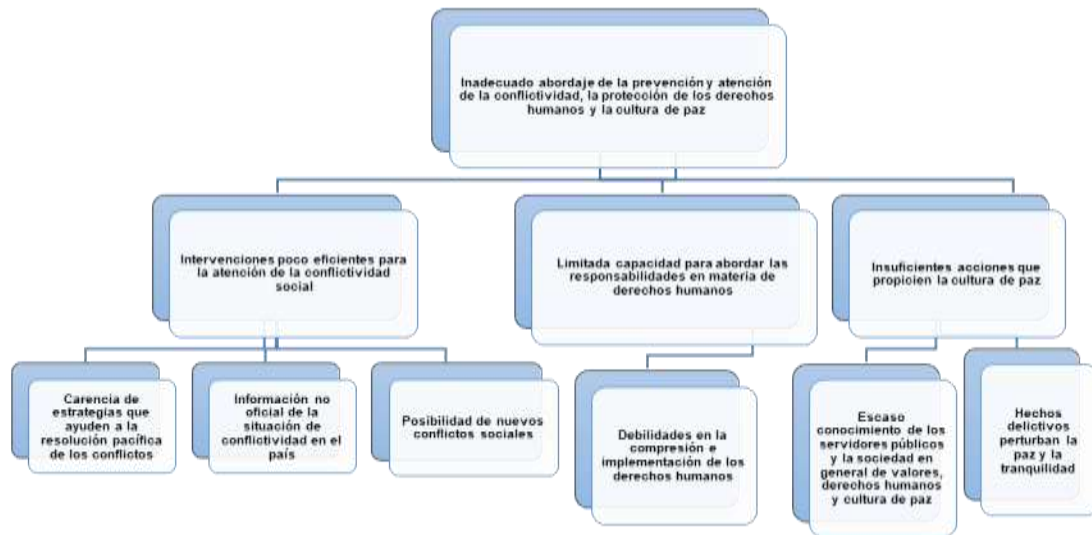 Inadecuado abordaje de la prevención y atención
de la conflictividad, la protección de los derechos
humanos y la cultura de paz
Intervenciones poco eficientes para
la atención de la conflictividad
social
Limitada capacidad para abordar las
responsabilidades en materia de
derechos humanos
Insuficientes acciones que
propicien la cultura de paz
Carencia de
estrategias que
ayuden a la
resolución pacífica
de los conflictos
Información no
oficial de la
situación de
conflictividad en el
país
Posibilidad de nuevos
conflictos sociales
Debilidades en la
compresión e
implementación de los
derechos humanos
Escaso
conocimiento de los
servidores públicos
y la sociedad en
general de valores,
derechos humanos
y cultura de paz
Hechos
delictivos
perturban la
paz y la
tranquilidad